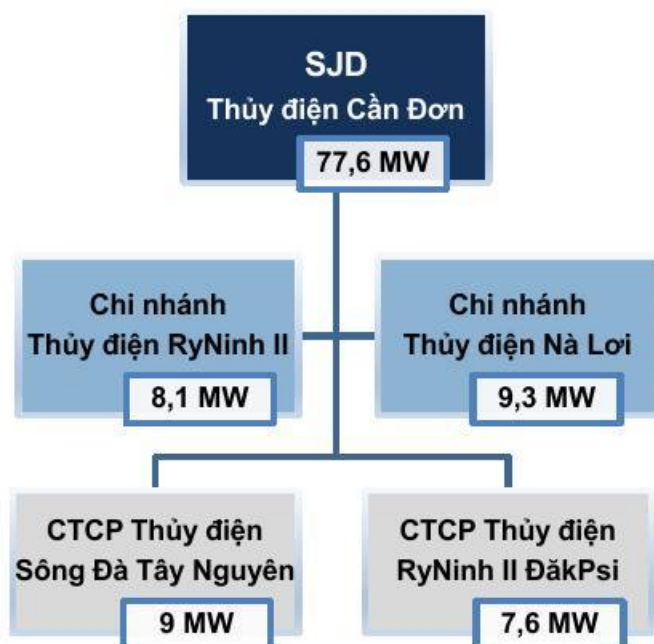 SJD
Thủy điện Cần Đơn
77,6 MW
Chi nhánh
Thủy điện RyNinh II
8,1 MW
Chi nhánh
Thủy điện Nà Lơi
9,3 MW
CTCP Thủy điện
Sông Đà Tây Nguyên
9 MW
CTCP Thủy điện
RyNinh II ĐăkPsi
7,6 MW